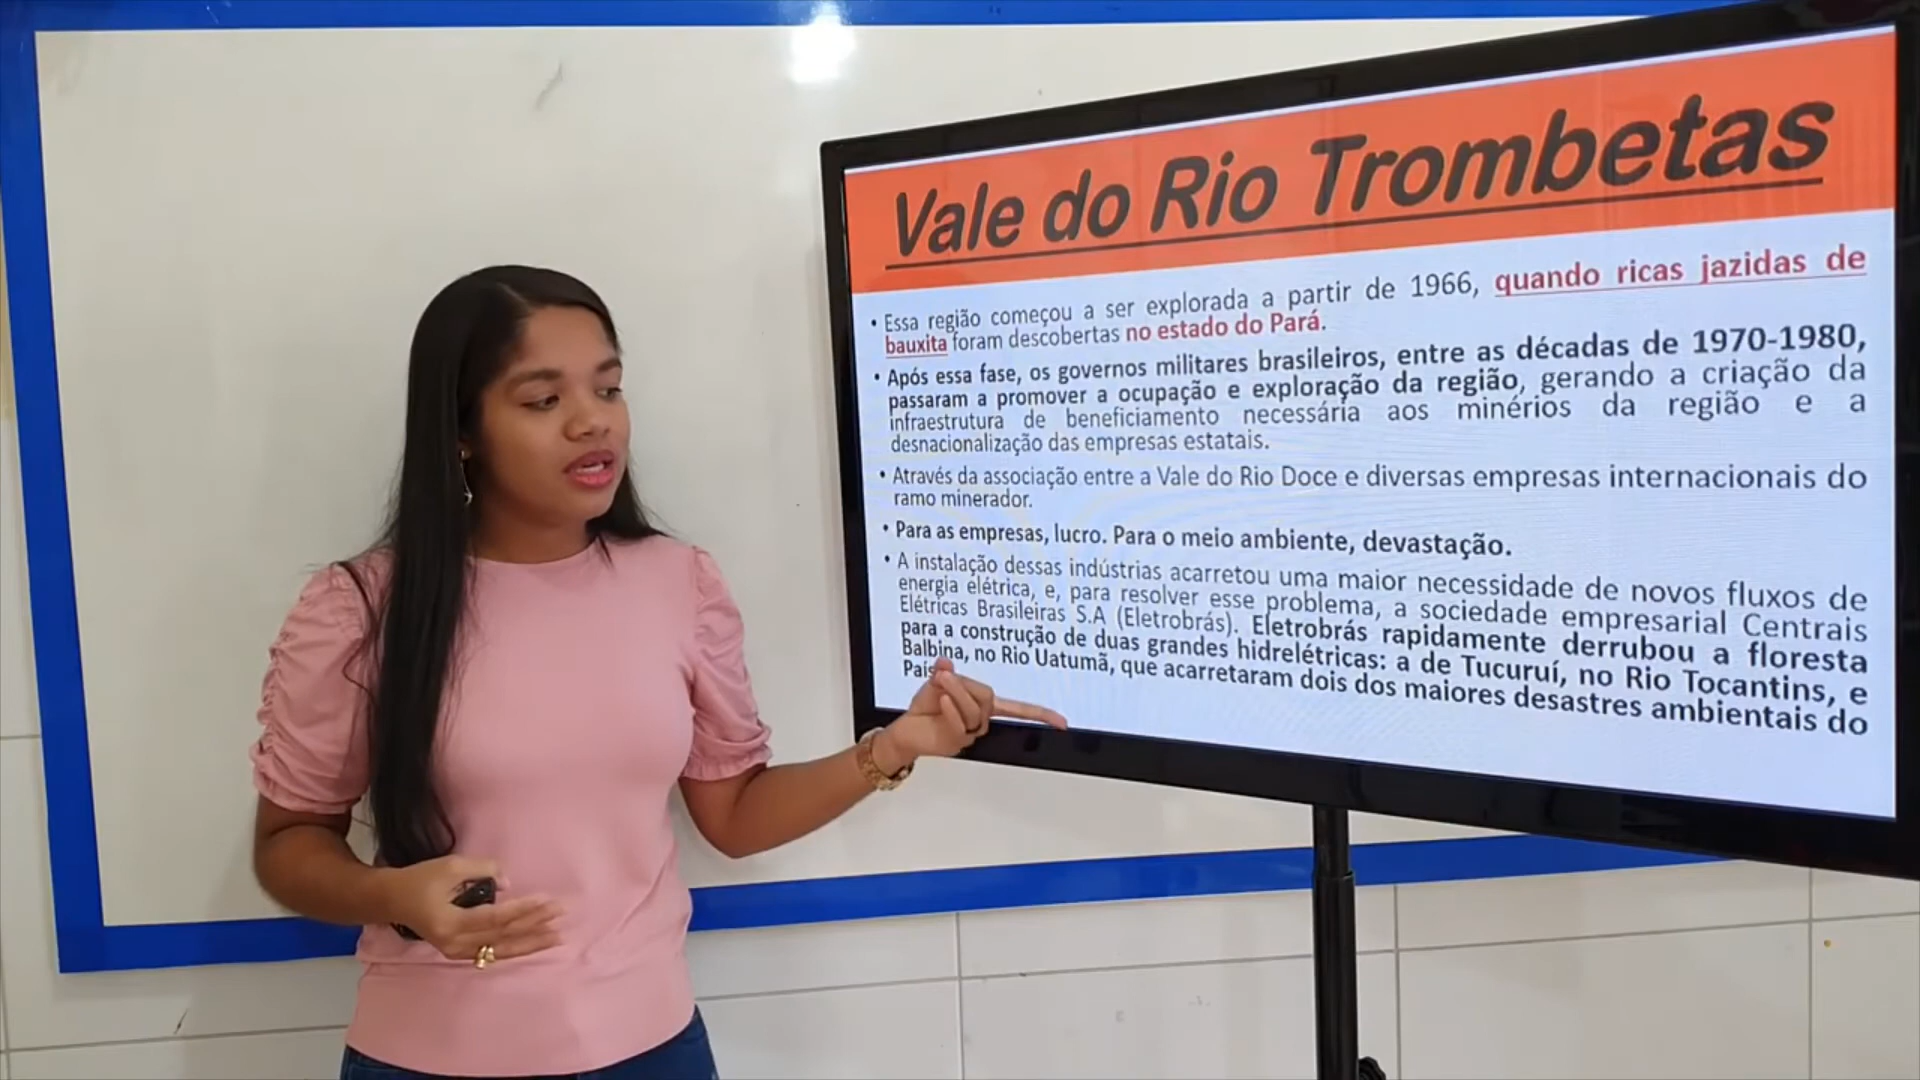 Vale do Rio Trombetas
• Essa região começou a ser explorada a partir de 1966, quando ricas jazidas de
bauxita foram descobertas no estado do Pará.
• Após essa fase, os governos militares brasileiros, entre as décadas de 1970-1980,
passaram a promover a ocupação e exploração da região, gerando a criação da
infraestrutura de beneficiamento necessária aos minérios da região e a
desnacionalização das empresas estatais.
• Através da associação entre a Vale do Rio Doce e diversas empresas internacionais do
ramo minerador.
• Para as empresas, lucro. Para o meio ambiente, devastação.
• A instalação dessas indústrias acarretou uma maior necessidade de novos fluxos de
energia elétrica, e, para resolver esse problema, a sociedade empresarial Centrais
Elétricas Brasileiras S.A (Eletrobrás). Eletrobrás rapidamente derrubou a floresta
para a construção de duas grandes hidrelétricas: a de Tucuruí, no Rio Tocantins, e
Balbina, no Rio Uatumã, que acarretaram dois dos maiores desastres ambientais do
País